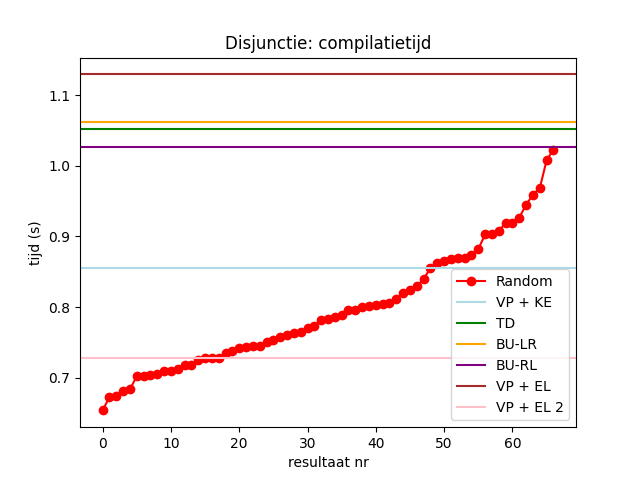 Disjunctie: compilatietijd
tijd (s)
1.1
1.0
0.9
0.8
0.7
0 10 20 30 40 50 60
resultaat nr
Random
VP + KE
TD
BU-LR
BU-RL
VP + EL
VP + EL 2